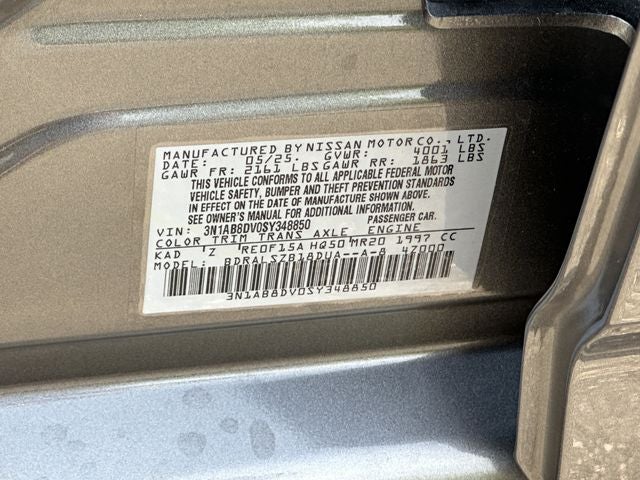 MANUFACTURED BY NISSAN MOTOR CO., LTD.
DATE: 05/25. GVWR: 4001 LBS
GAWR FR: 2161 LBS GAWR RR: 1863 LBS
THIS VEHICLE CONFORMS TO ALL APPLICABLE FEDERAL MOTOR
VEHICLE SAFETY, BUMPER AND THEFT PREVENTION STANDARDS
IN EFFECT ON THE DATE OF MANUFACTURE SHOWN ABOVE.
SEE OWNER'S MANUAL FOR ADDITIONAL INFORMATION.
VIN: 3N1AB8DV0SY348850 PASSENGER CAR.
COLOR TRIM TRANS AXLE ENGINE
KAD Z RE0F15A HQ50 MR20 1997 CC
MODEL: BDRALSZB18DUA--A-8 4Z000
3N1AB8DV0SY348850